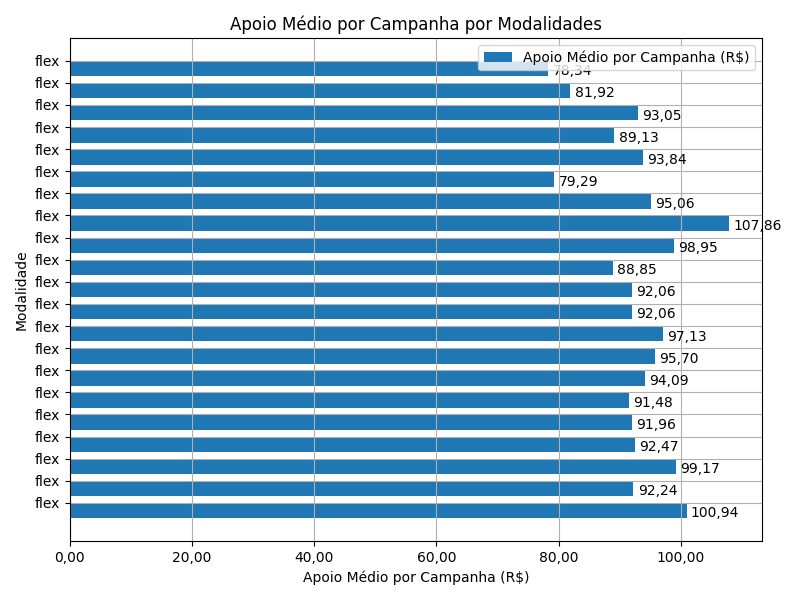 Apoio Médio por Campanha por Modalidades
Apoio Médio por Campanha (R$)
flex 78,34
flex 81,92
flex 93,05
flex 89,13
flex 93,84
flex 79,29
flex 95,06
flex 107,86
flex 98,95
flex 88,85
flex 92,06
flex 92,06
flex 97,13
flex 95,70
flex 94,09
flex 91,48
flex 91,96
flex 92,47
flex 99,17
flex 92,24
flex 100,94
Modalidade
0,00 20,00 40,00 60,00 80,00 100,00
Apoio Médio por Campanha (R$)